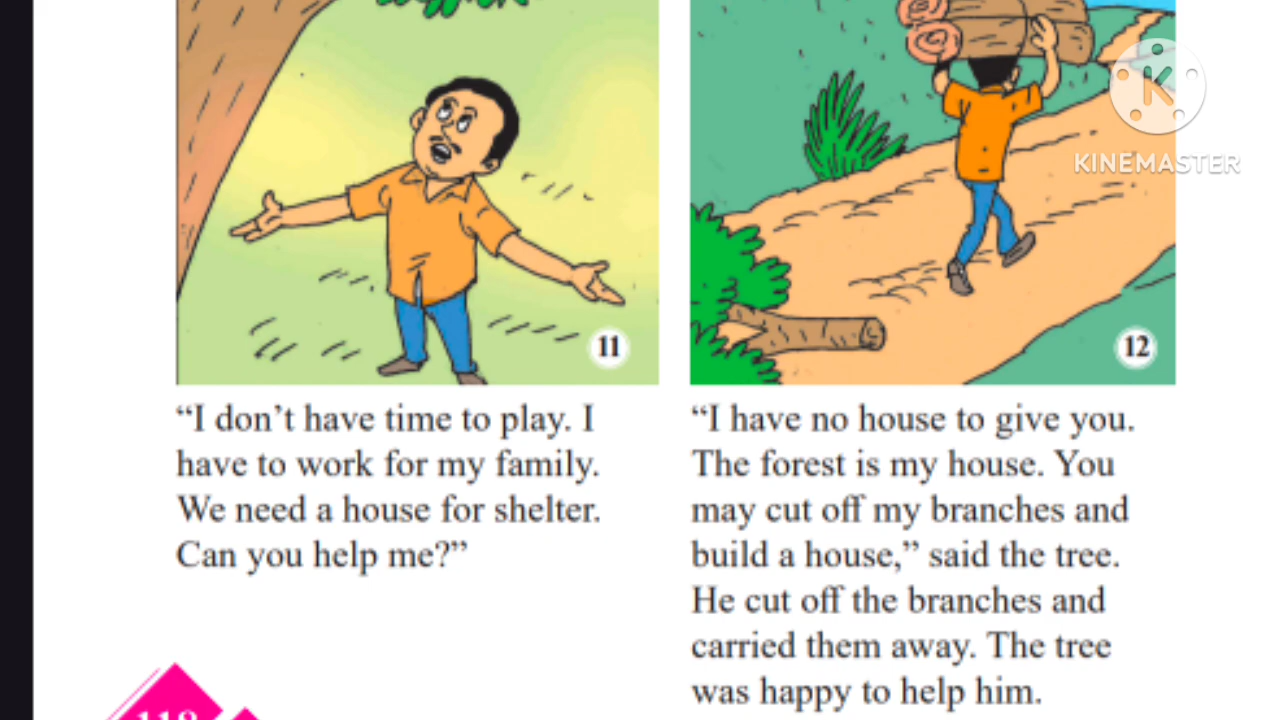 KINEMASTER
11
12
“I don’t have time to play. I
have to work for my family.
We need a house for shelter.
Can you help me?”
“I have no house to give you.
The forest is my house. You
may cut off my branches and
build a house,” said the tree.
He cut off the branches and
carried them away. The tree
was happy to help him.